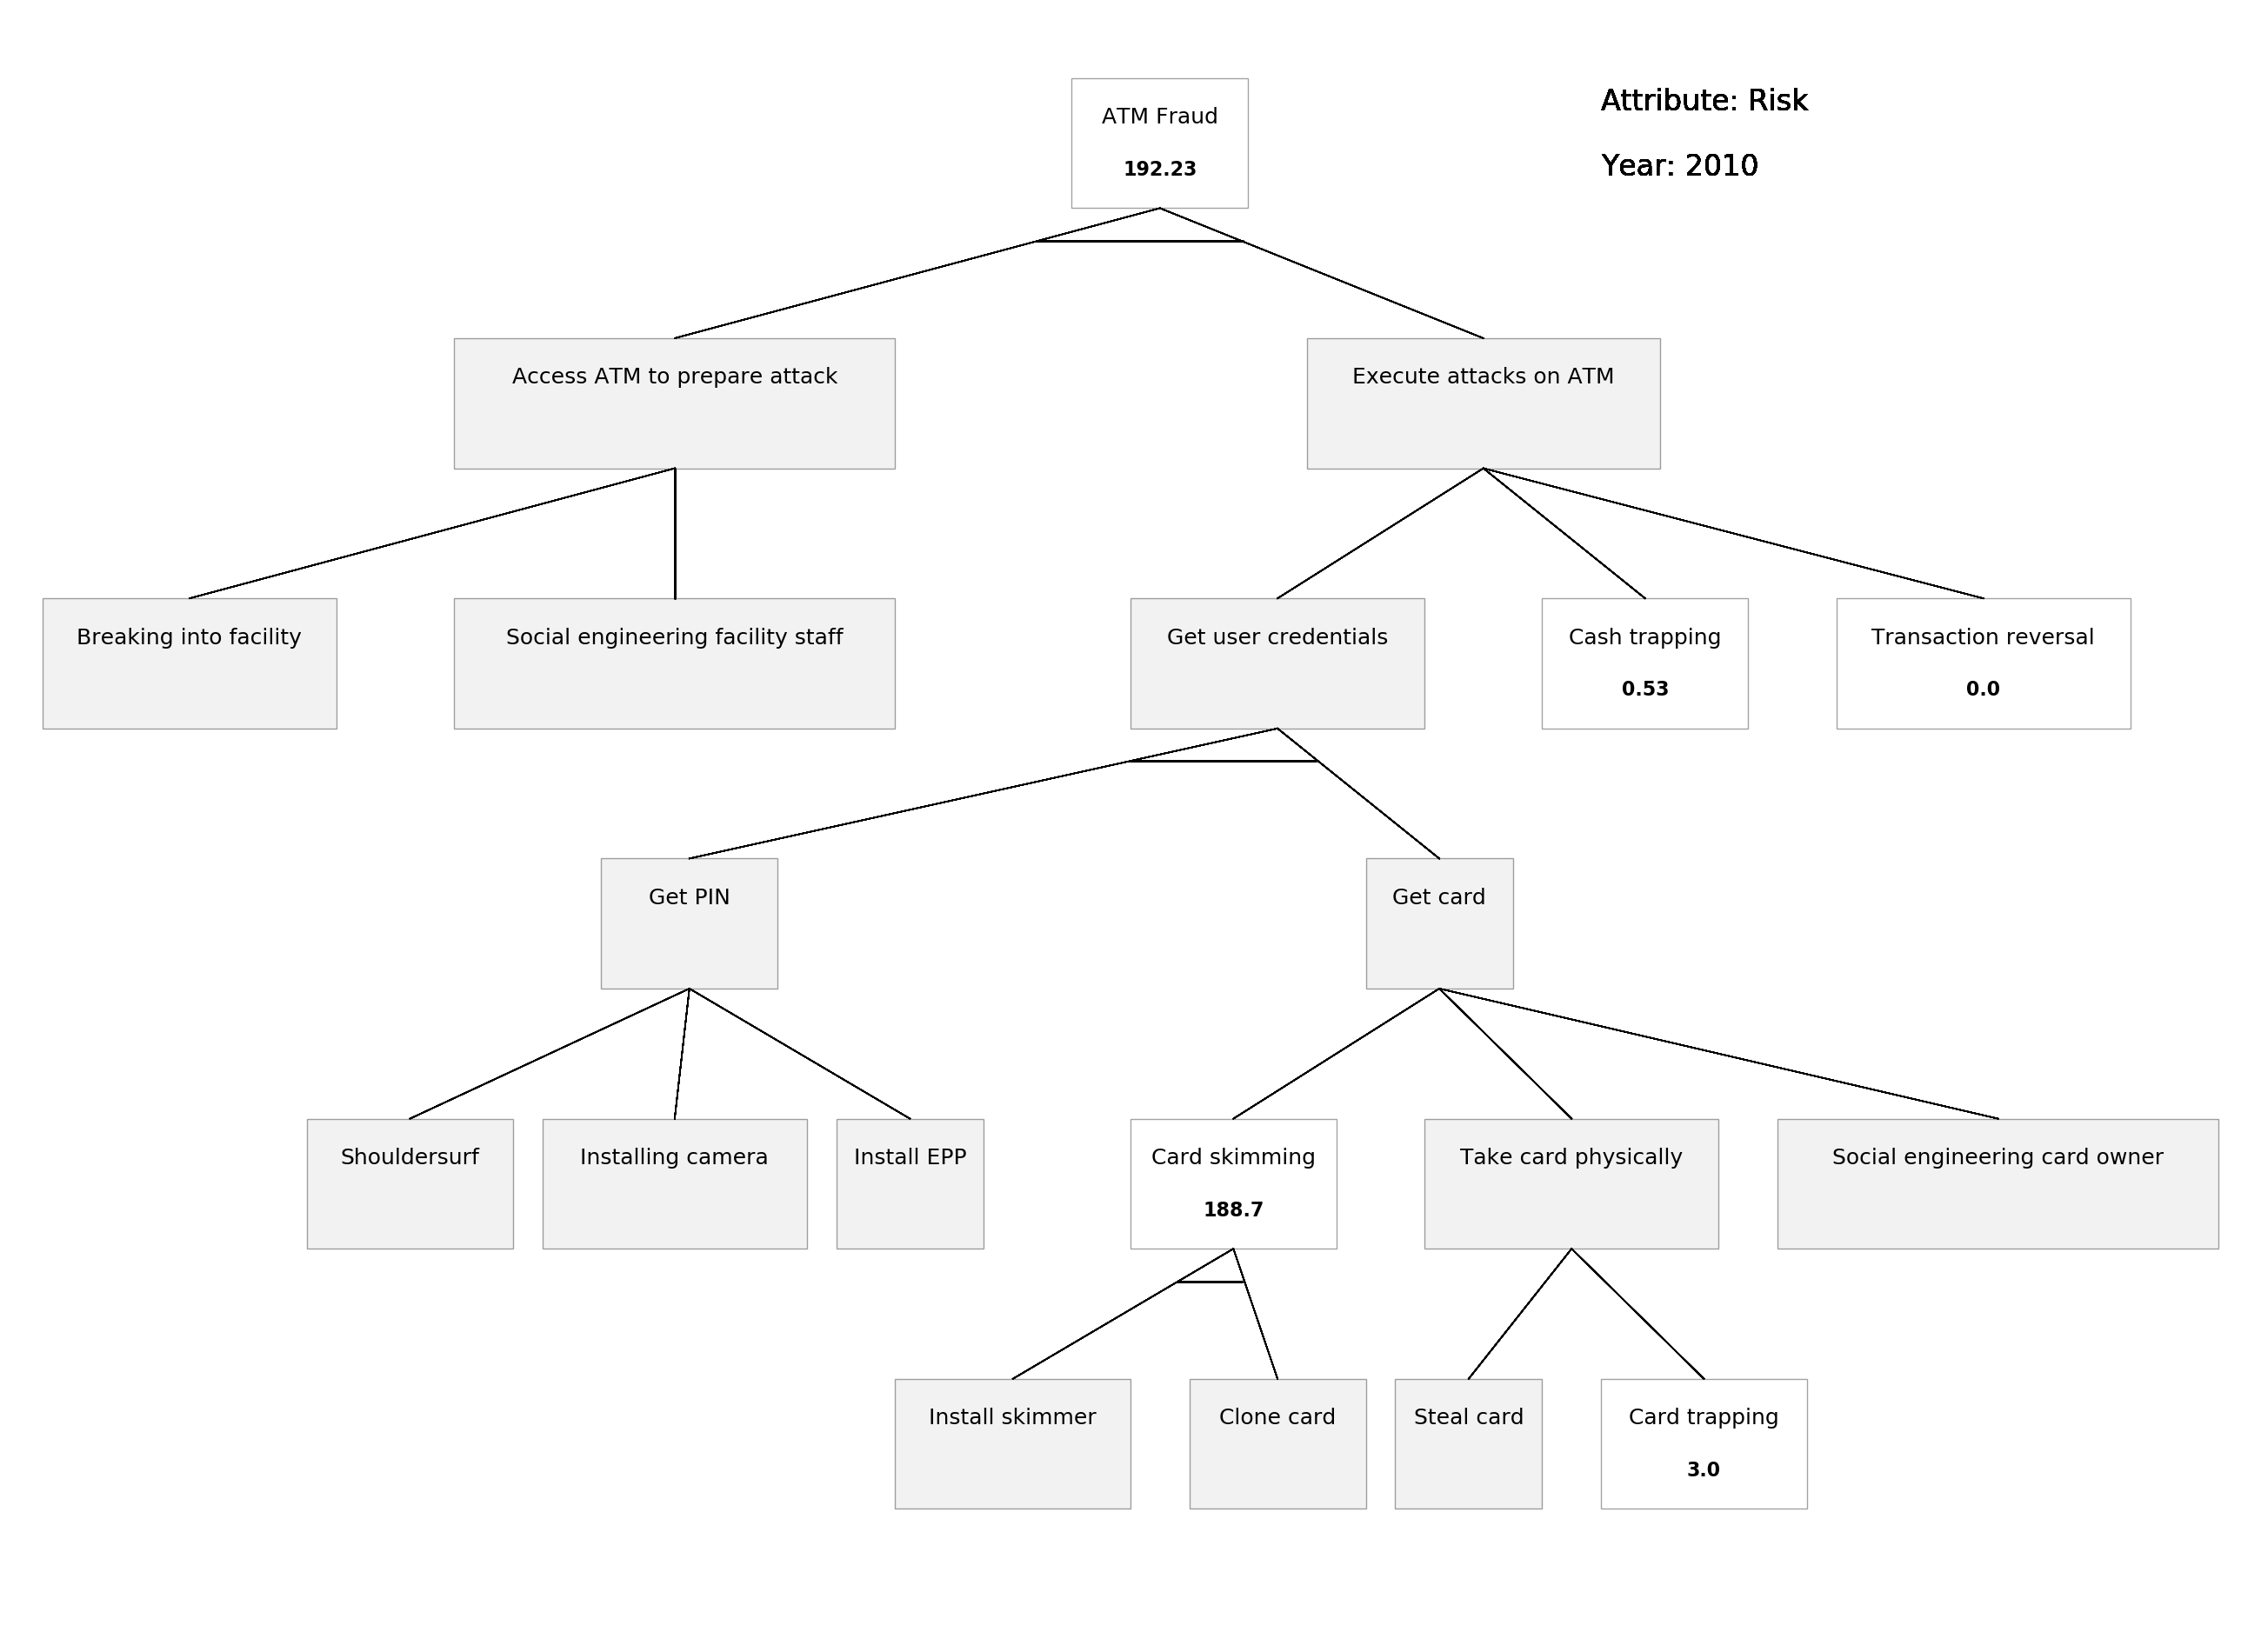 ATM Fraud
192.23
Attribute: Risk
Year: 2010
Access ATM to prepare attack
Execute attacks on ATM
Breaking into facility
Social engineering facility staff
Get user credentials
Cash trapping
0.53
Transaction reversal
0.0
Get PIN
Get card
Shouldersurf
Installing camera
Install EPP
Card skimming
188.7
Take card physically
Social engineering card owner
Install skimmer
Clone card
Steal card
Card trapping
3.0